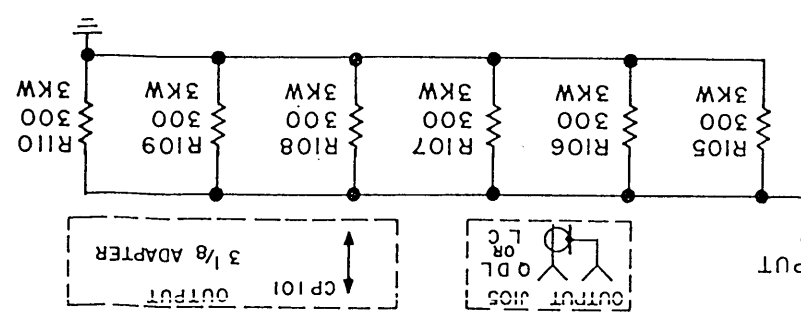 PUT
OUTPUT J105
QDL
OR
LC
CP101 OUTPUT
3 1/8 ADAPTER
R105
300
3KW
R106
300
3KW
R107
300
3KW
R108
300
3KW
R109
300
3KW
R110
300
3KW